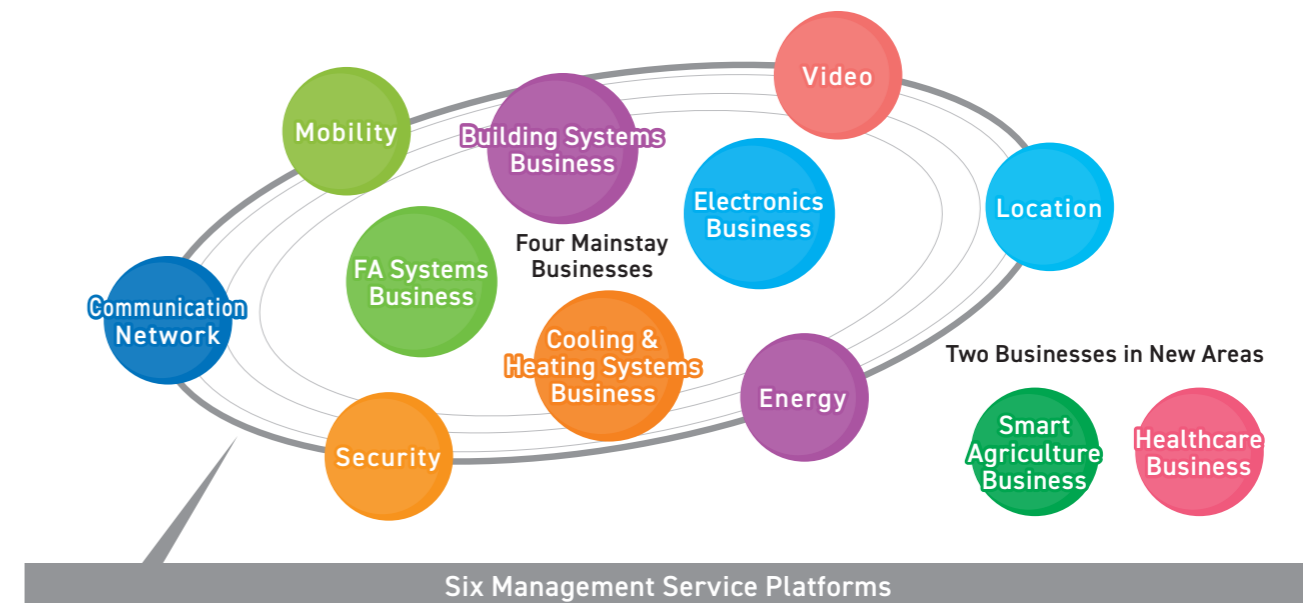 Video
Mobility
Building Systems
Business
Electronics
Business
Location
Four Mainstay
Businesses
FA Systems
Business
Communication
Network
Cooling &
Heating Systems
Business
Two Businesses in New Areas
Energy
Security
Smart
Agriculture
Business
Healthcare
Business
Six Management Service Platforms